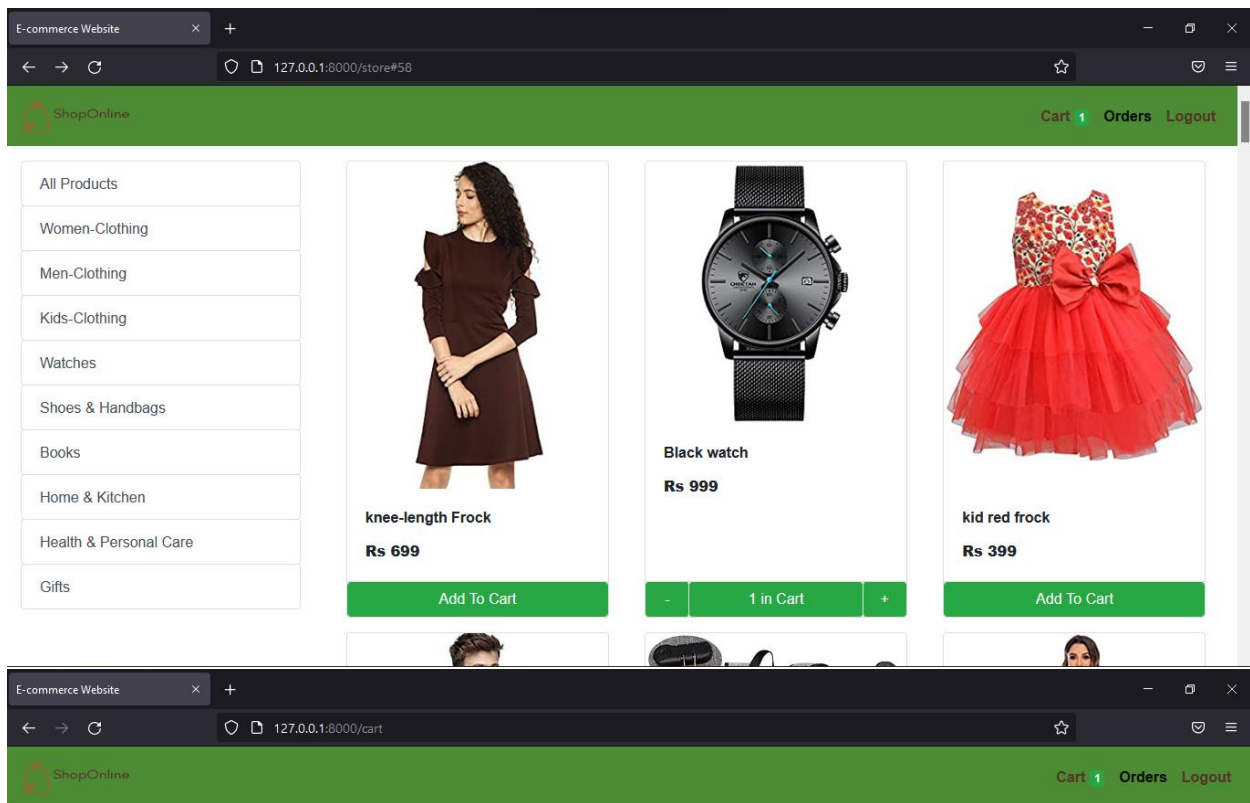 E-commerce Website
127.0.0.1:8000/store#58
ShopOnline
Cart 1 Orders Logout
All Products
Women-Clothing
Men-Clothing
Kids-Clothing
Watches
Shoes & Handbags
Books
Home & Kitchen
Health & Personal Care
Gifts
knee-length Frock
Rs 699
Add To Cart
CHEETAH
Black watch
Rs 999
- 1 in Cart +
kid red frock
Rs 399
Add To Cart
E-commerce Website
127.0.0.1:8000/cart
ShopOnline
Cart 1 Orders Logout